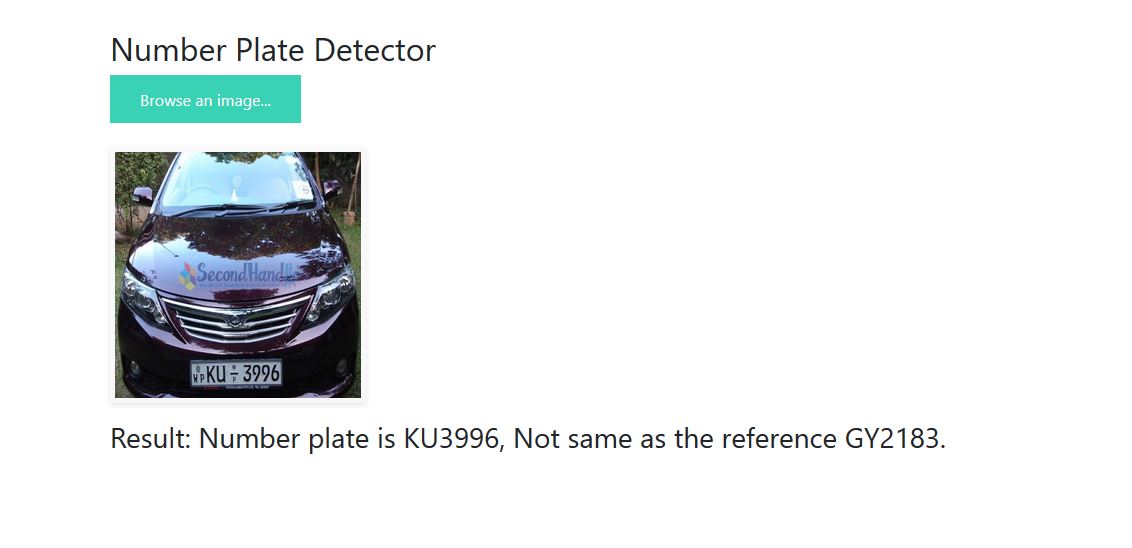 Number Plate Detector
Browse an image...
SecondHand
WP KU - 3996
Result: Number plate is KU3996, Not same as the reference GY2183.